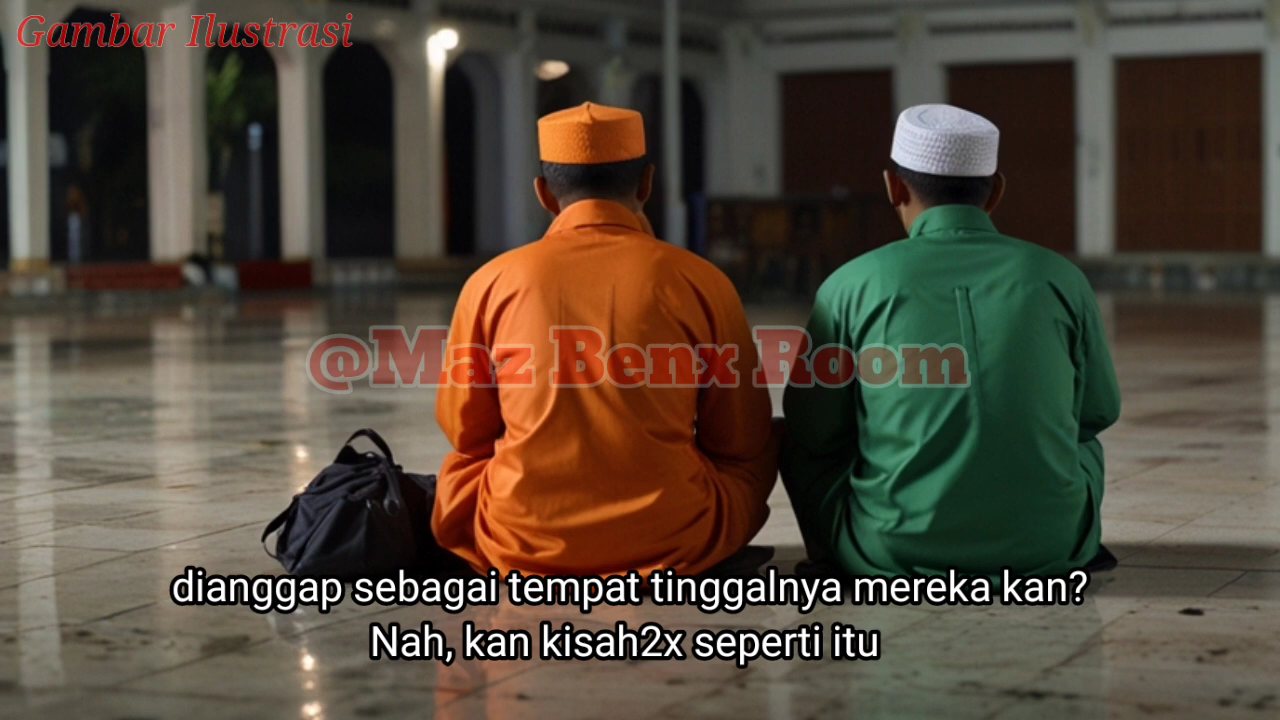 Gambar Ilustrasi
@Maz Benx Room
dianggap sebagai tempat tinggalnya mereka kan?
Nah, kan kisah2x seperti itu